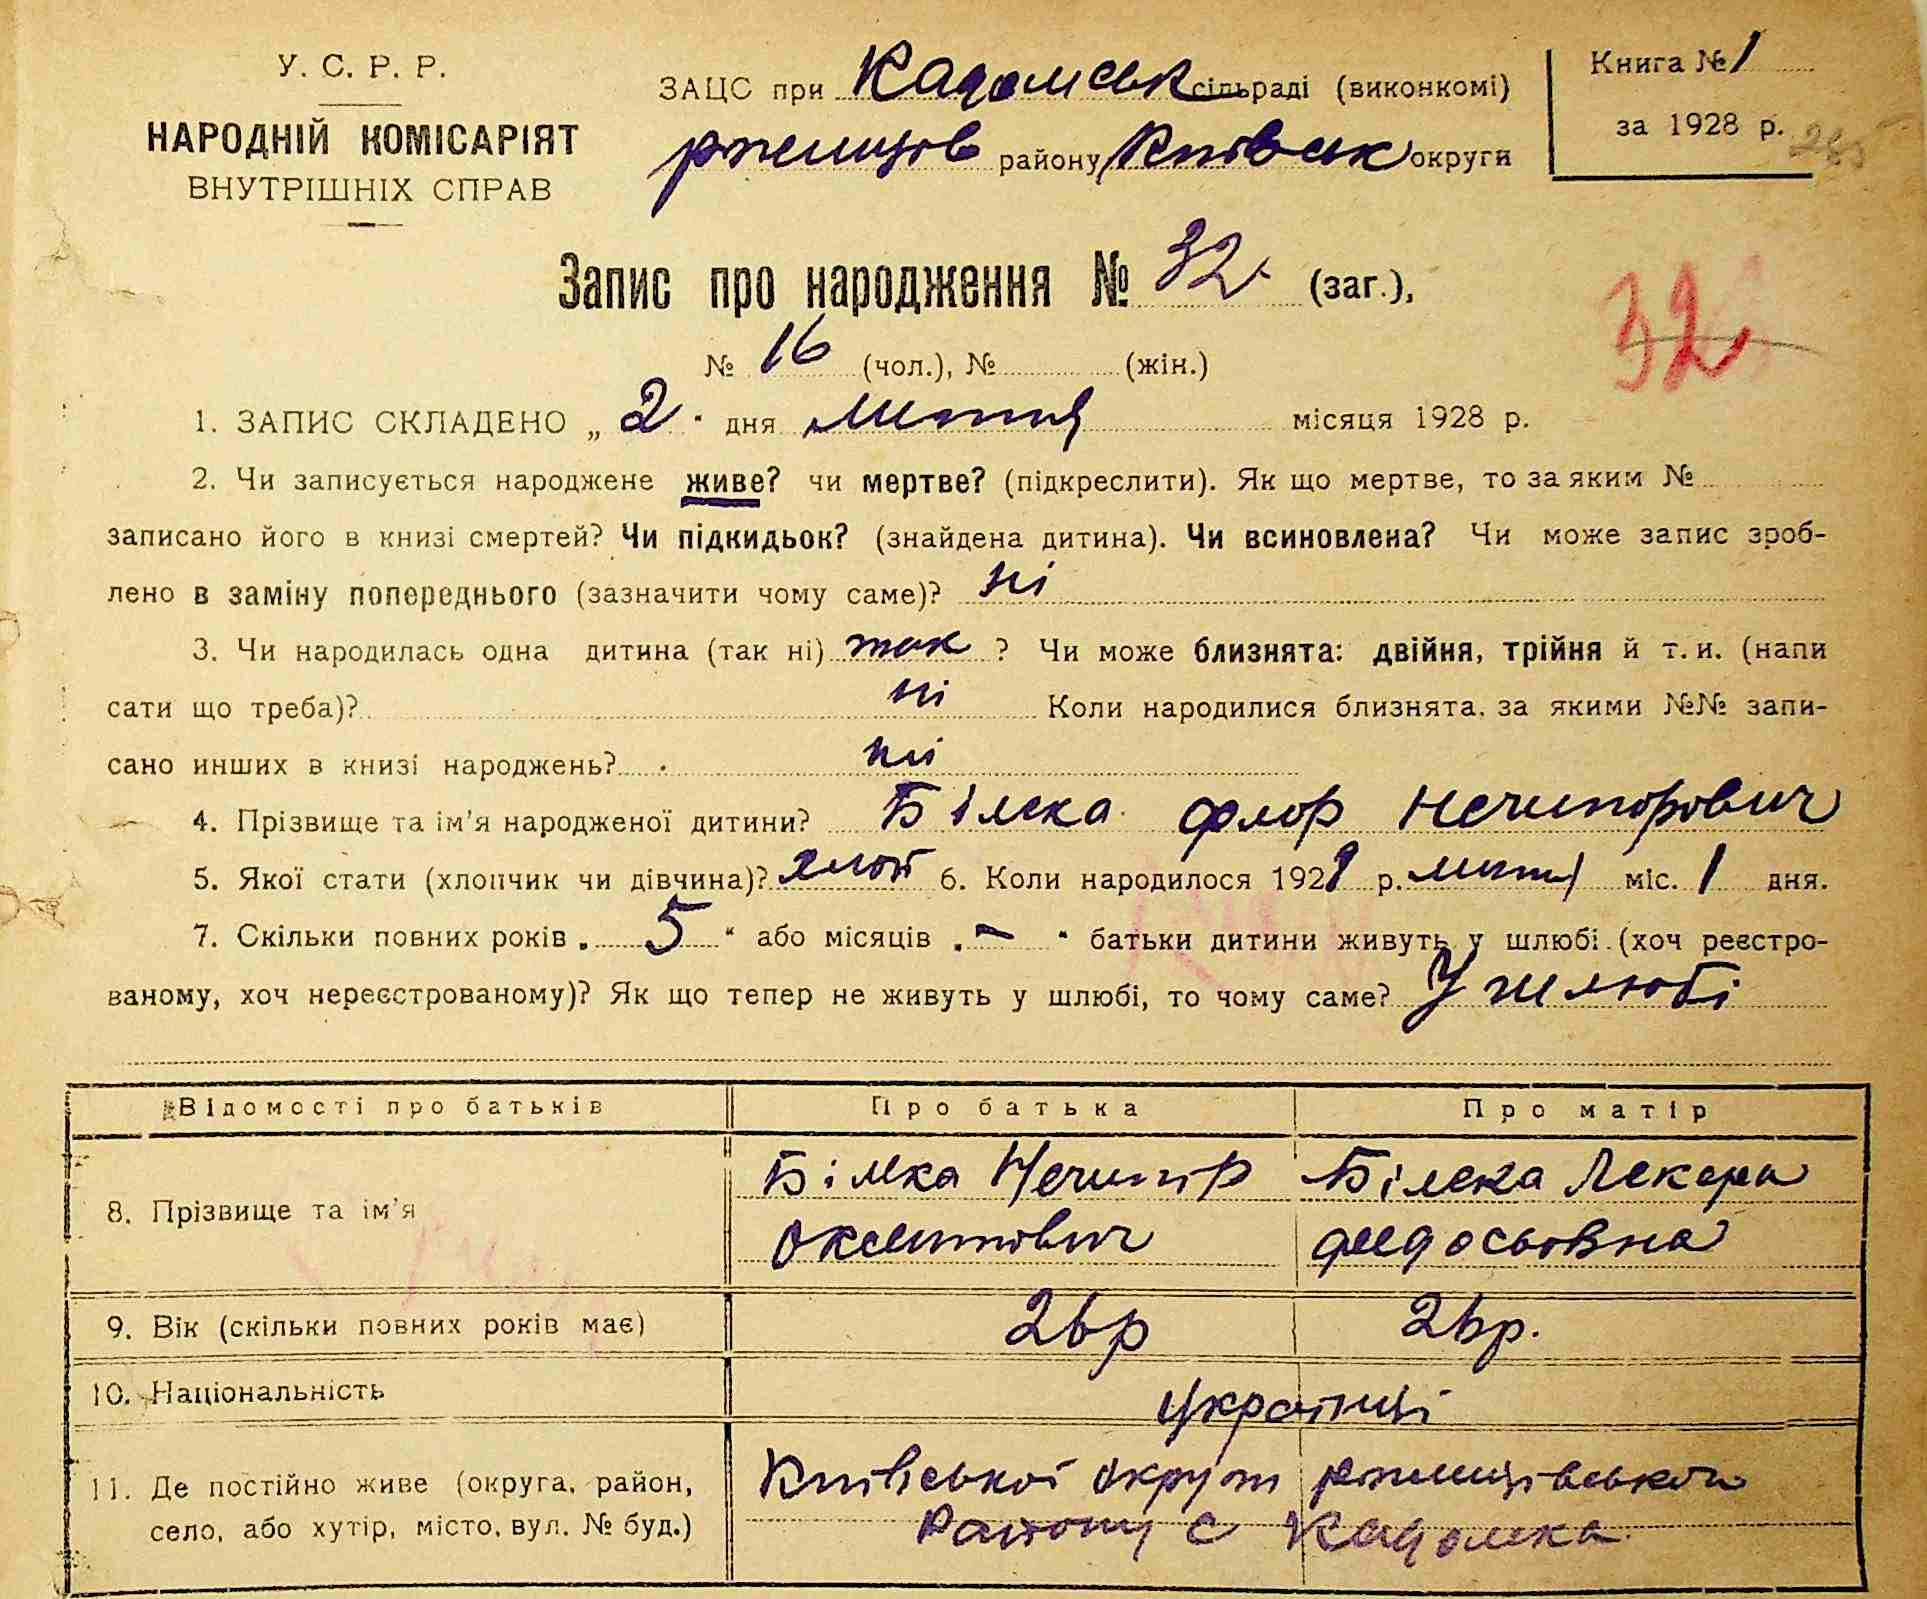 У. С. Р. Р.
НАРОДНІЙ КОМІСАРІЯТ
ВНУТРІШНІХ СПРАВ
ЗАЦС при Кадомськ сільраді (виконкомі)
ржищов району Київськ округи
Книга № 1
за 1928 р.
Запис про народження № 32 (заг.),
32
№ 16 (чол.), № (жін.)
1. ЗАПИС СКЛАДЕНО „ 2 " дня лютня місяця 1928 р.
2. Чи записується народжене живе? чи мертве? (підкреслити). Як що мертве, то за яким №
записано його в книзі смертей? Чи підкидьок? (знайдена дитина). Чи всиновлена? Чи може запис зроб-
лено в заміну попереднього (зазначити чому саме)? ні
3. Чи народилась одна дитина (так ні) так ? Чи може близнята: двійня, трійня й т. и. (напи
сати що треба)? ні Коли народилися близнята, за якими №№ запи-
сано инших в книзі народжень? ні
4. Прізвище та ім'я народженої дитини? Білека Флор Нечипорович
5. Якої стати (хлопчик чи дівчина)? хлоп 6. Коли народилося 1928 р. лютня міс. 1 дня.
7. Скільки повних років „ 5 " або місяців „ — " батьки дитини живуть у шлюбі (хоч реєстро-
ваному, хоч нереєстрованому)? Як що тепер не живуть у шлюбі, то чому саме? У шлюбі
Відомості про батьків Про батька Про матір
8. Прізвище та ім'я Білека Нечипір Білека Лекера
Оксентович Федосьовна
9. Вік (скільки повних років має) 26р 26р.
10. Національність українці
11. Де постійно живе (округа, район, Київської округи ржищівської
село, або хутір, місто, вул. № буд.) Району с Кадомка